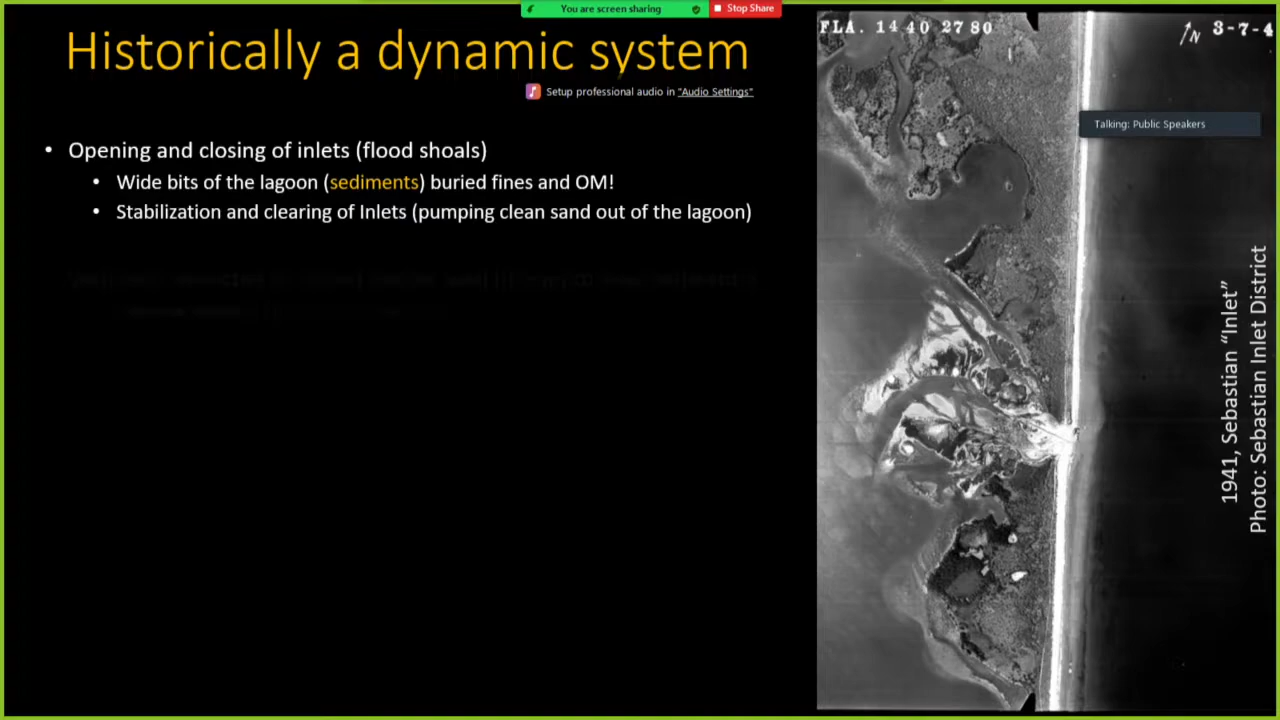 You are screen sharing
Stop Share
Historically a dynamic system
Setup professional audio in "Audio Settings"
• Opening and closing of inlets (flood shoals)
• Wide bits of the lagoon (sediments) buried fines and OM!
• Stabilization and clearing of Inlets (pumping clean sand out of the lagoon)
FLA. 14 40 27 80
N 3-7-4
Talking: Public Speakers
1941, Sebastian “Inlet”
Photo: Sebastian Inlet District